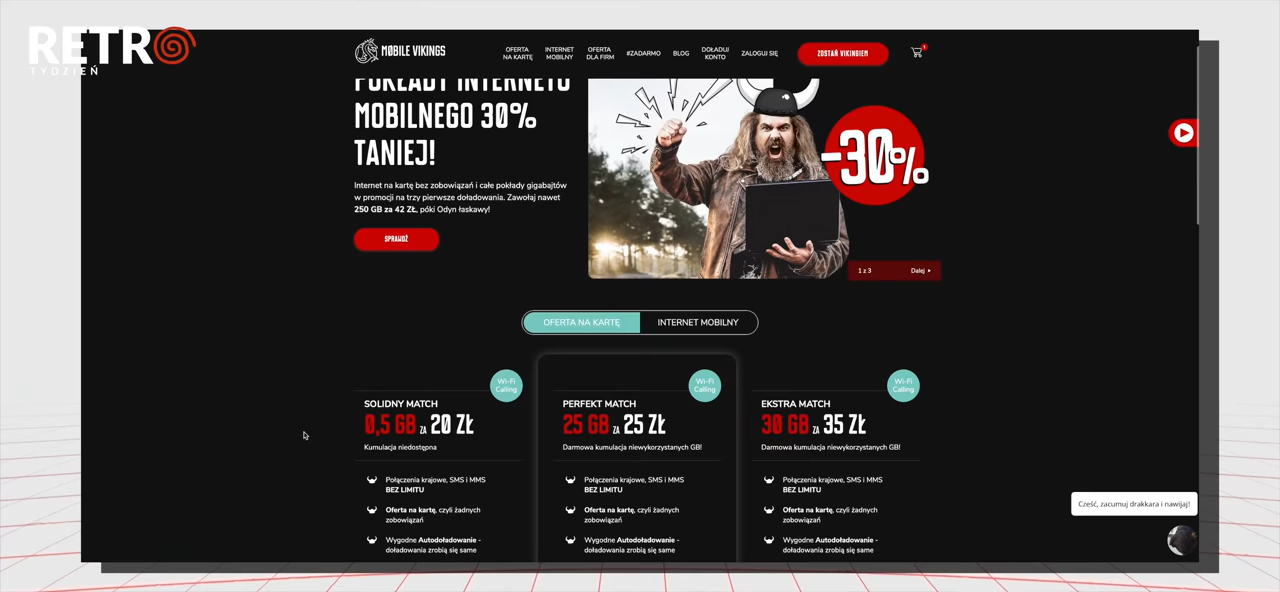 RETRO
TYDZIEŃ
MOBILE VIKINGS
OFERTA
NA KARTĘ
INTERNET
MOBILNY
OFERTA
DLA FIRM
#ZADARMO
BLOG
DOŁADUJ
KONTO
ZALOGUJ SIĘ
ZOSTAŃ VIKINGIEM
1
POKŁADY INTERNETU
MOBILNEGO 30%
TANIEJ!
Internet na kartę bez zobowiązań i całe pokłady gigabajtów
w promocji na trzy pierwsze doładowania. Zawołaj nawet
250 GB za 42 ZŁ, póki Odyn łaskawy!
SPRAWDŹ
-30%
1 z 3
Dalej
OFERTA NA KARTĘ
INTERNET MOBILNY
Wi-Fi
Calling
SOLIDNY MATCH
0,5 GB ZA 20 ZŁ
Kumulacja niedostępna
Połączenia krajowe, SMS i MMS
BEZ LIMITU
Oferta na kartę, czyli żadnych
zobowiązań
Wygodne Autodoładowanie -
doładowania zrobią się same
Wi-Fi
Calling
PERFEKT MATCH
25 GB ZA 25 ZŁ
Darmowa kumulacja niewykorzystanych GB!
Połączenia krajowe, SMS i MMS
BEZ LIMITU
Oferta na kartę, czyli żadnych
zobowiązań
Wygodne Autodoładowanie -
doładowania zrobią się same
Wi-Fi
Calling
EKSTRA MATCH
30 GB ZA 35 ZŁ
Darmowa kumulacja niewykorzystanych GB!
Połączenia krajowe, SMS i MMS
BEZ LIMITU
Oferta na kartę, czyli żadnych
zobowiązań
Wygodne Autodoładowanie -
doładowania zrobią się same
Cześć, zacumuj drakkara i nawijaj!